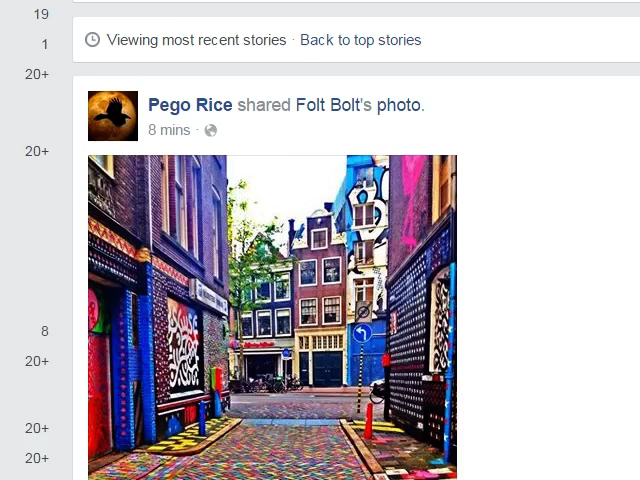 19
1
20+
20+
8
20+
20+
20+
Viewing most recent stories · Back to top stories
Pego Rice shared Folt Bolt's photo.
8 mins ·